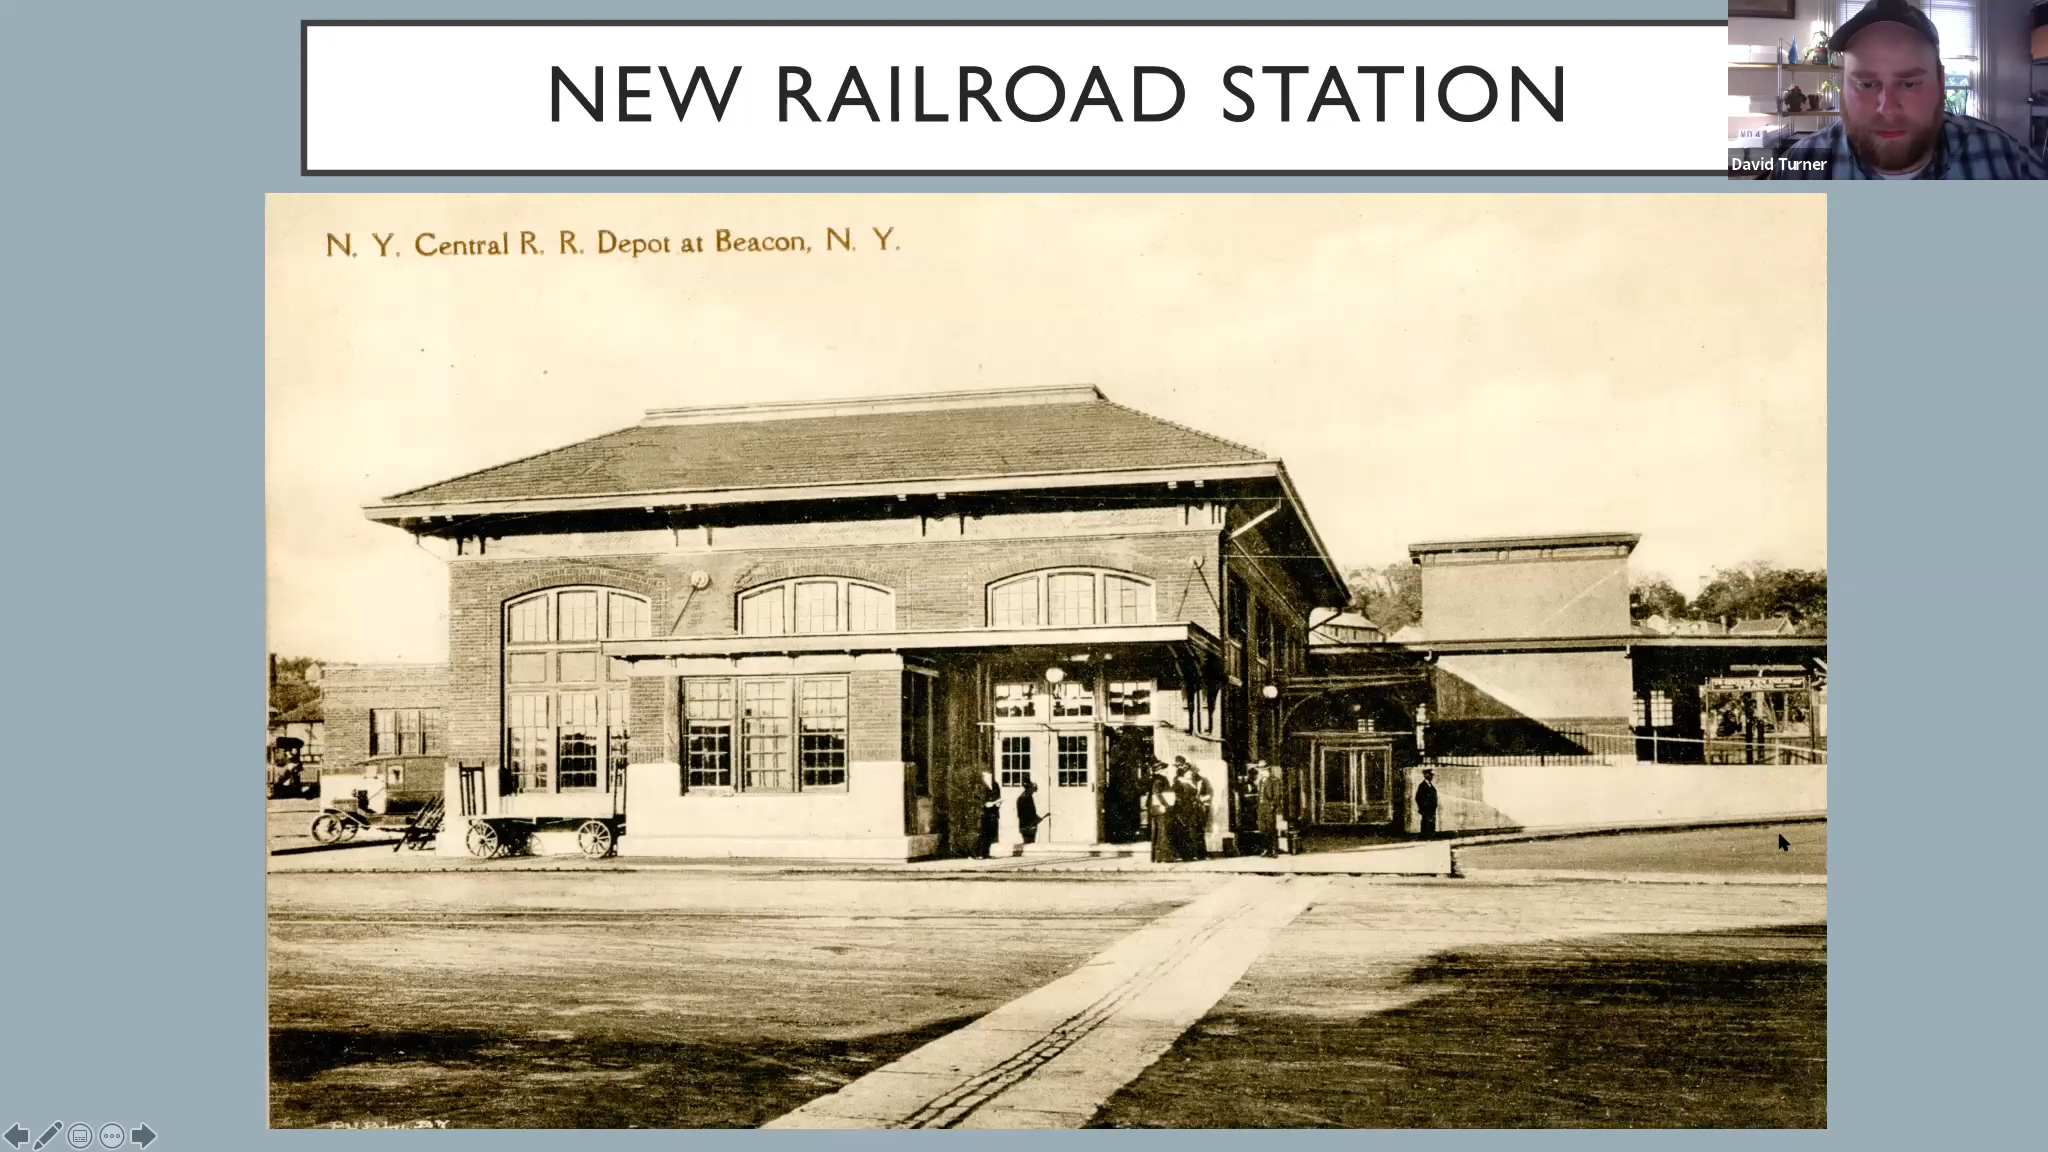 NEW RAILROAD STATION
David Turner
N. Y. Central R. R. Depot at Beacon, N. Y.